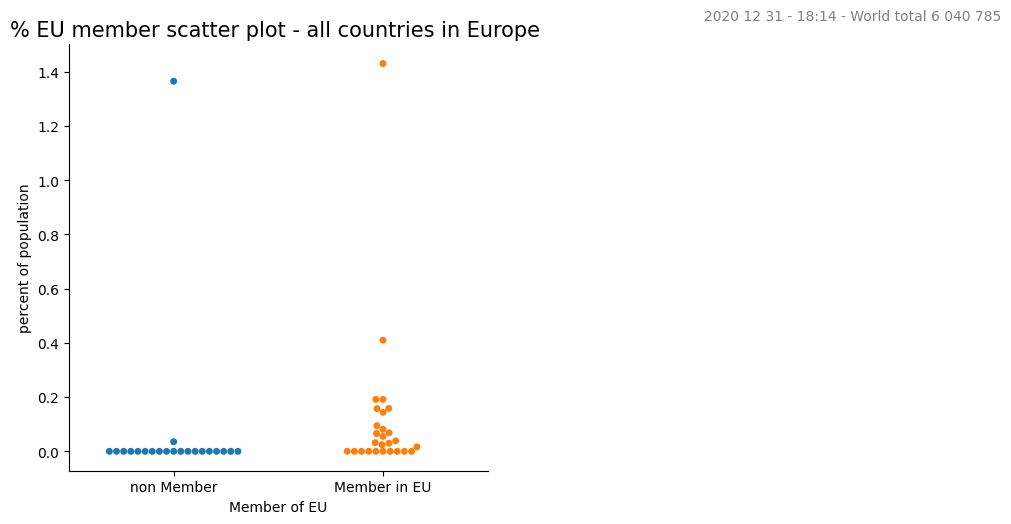 2020 12 31 - 18:14 - World total 6 040 785
% EU member scatter plot - all countries in Europe
1.4
1.2
1.0
0.8
0.6
0.4
0.2
0.0
percent of population
non Member
Member in EU
Member of EU